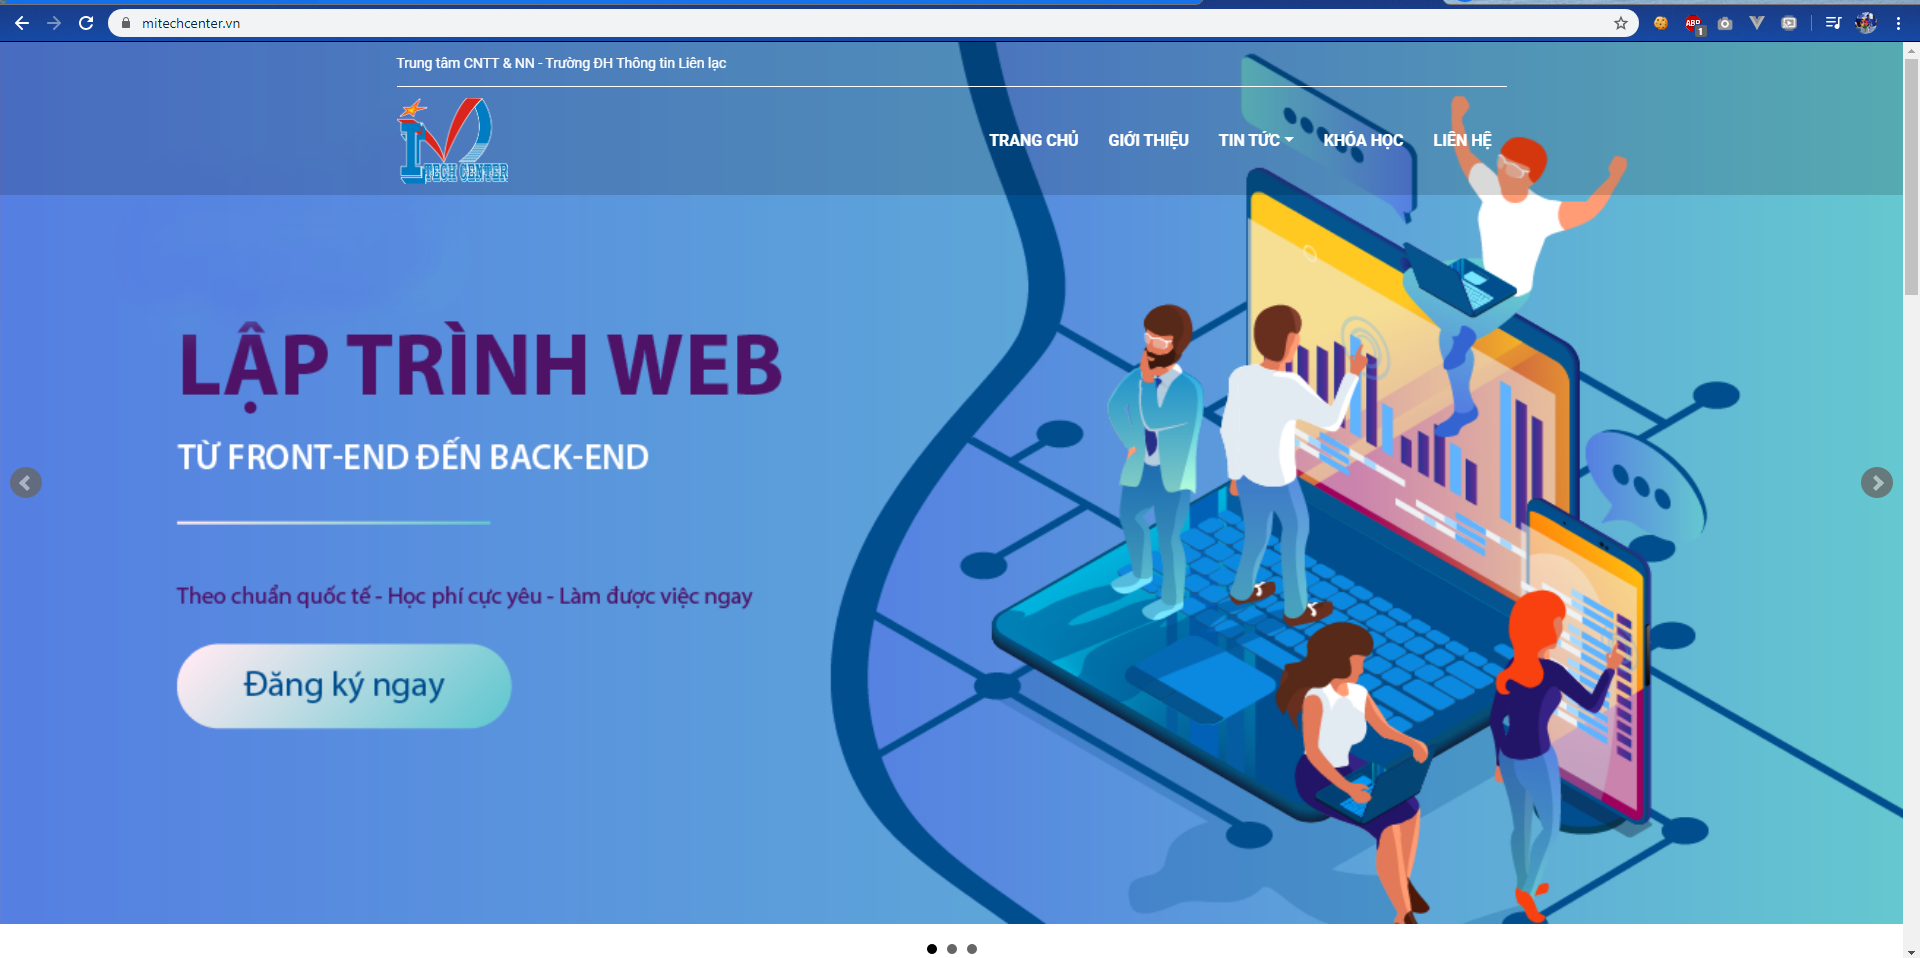 mitechcenter.vn
ABP
1
Trung tâm CNTT & NN - Trường ĐH Thông tin Liên lạc
TECH CENTER
TRANG CHỦ GIỚI THIỆU TIN TỨC KHÓA HỌC LIÊN HỆ
LẬP TRÌNH WEB
TỪ FRONT-END ĐẾN BACK-END
Theo chuẩn quốc tế - Học phí cực yêu - Làm được việc ngay
Đăng ký ngay